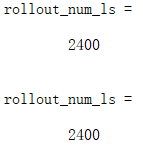 rollout_num_ls =
2400
rollout_num_ls =
2400